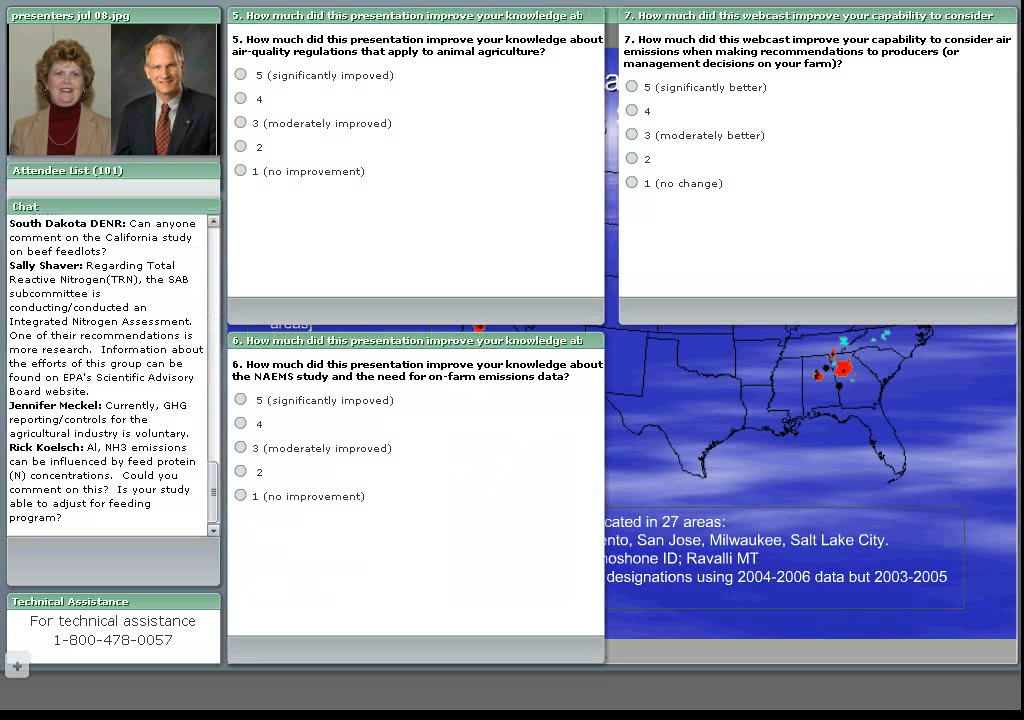 presenters jul 08.jpg
Attendee List (101)
Chat
South Dakota DENR: Can anyone
comment on the California study
on beef feedlots?
Sally Shaver: Regarding Total
Reactive Nitrogen(TRN), the SAB
subcommittee is
conducting/conducted an
Integrated Nitrogen Assessment.
One of their recommendations is
more research.  Information about
the efforts of this group can be
found on EPA's Scientific Advisory
Board website.
Jennifer Meckel: Currently, GHG
reporting/controls for the
agricultural industry is voluntary.
Rick Koelsch: Al, NH3 emissions
can be influenced by feed protein
(N) concentrations.  Could you
comment on this?  Is your study
able to adjust for feeding
program?
Technical Assistance
For technical assistance
1-800-478-0057
5. How much did this presentation improve your knowledge ab
5. How much did this presentation improve your knowledge about
air-quality regulations that apply to animal agriculture?
5 (significantly impoved)
4
3 (moderately improved)
2
1 (no improvement)
areas]
6. How much did this presentation improve your knowledge ab
6. How much did this presentation improve your knowledge about
the NAEMS study and the need for on-farm emissions data?
5 (significantly impoved)
4
3 (moderately improved)
2
1 (no improvement)
7. How much did this webcast improve your capability to consider
7. How much did this webcast improve your capability to consider air
emissions when making recommendations to producers (or
management decisions on your farm)?
5 (significantly better)
4
3 (moderately better)
2
1 (no change)
cated in 27 areas:
ento, San Jose, Milwaukee, Salt Lake City.
hoshone ID; Ravalli MT
designations using 2004-2006 data but 2003-2005